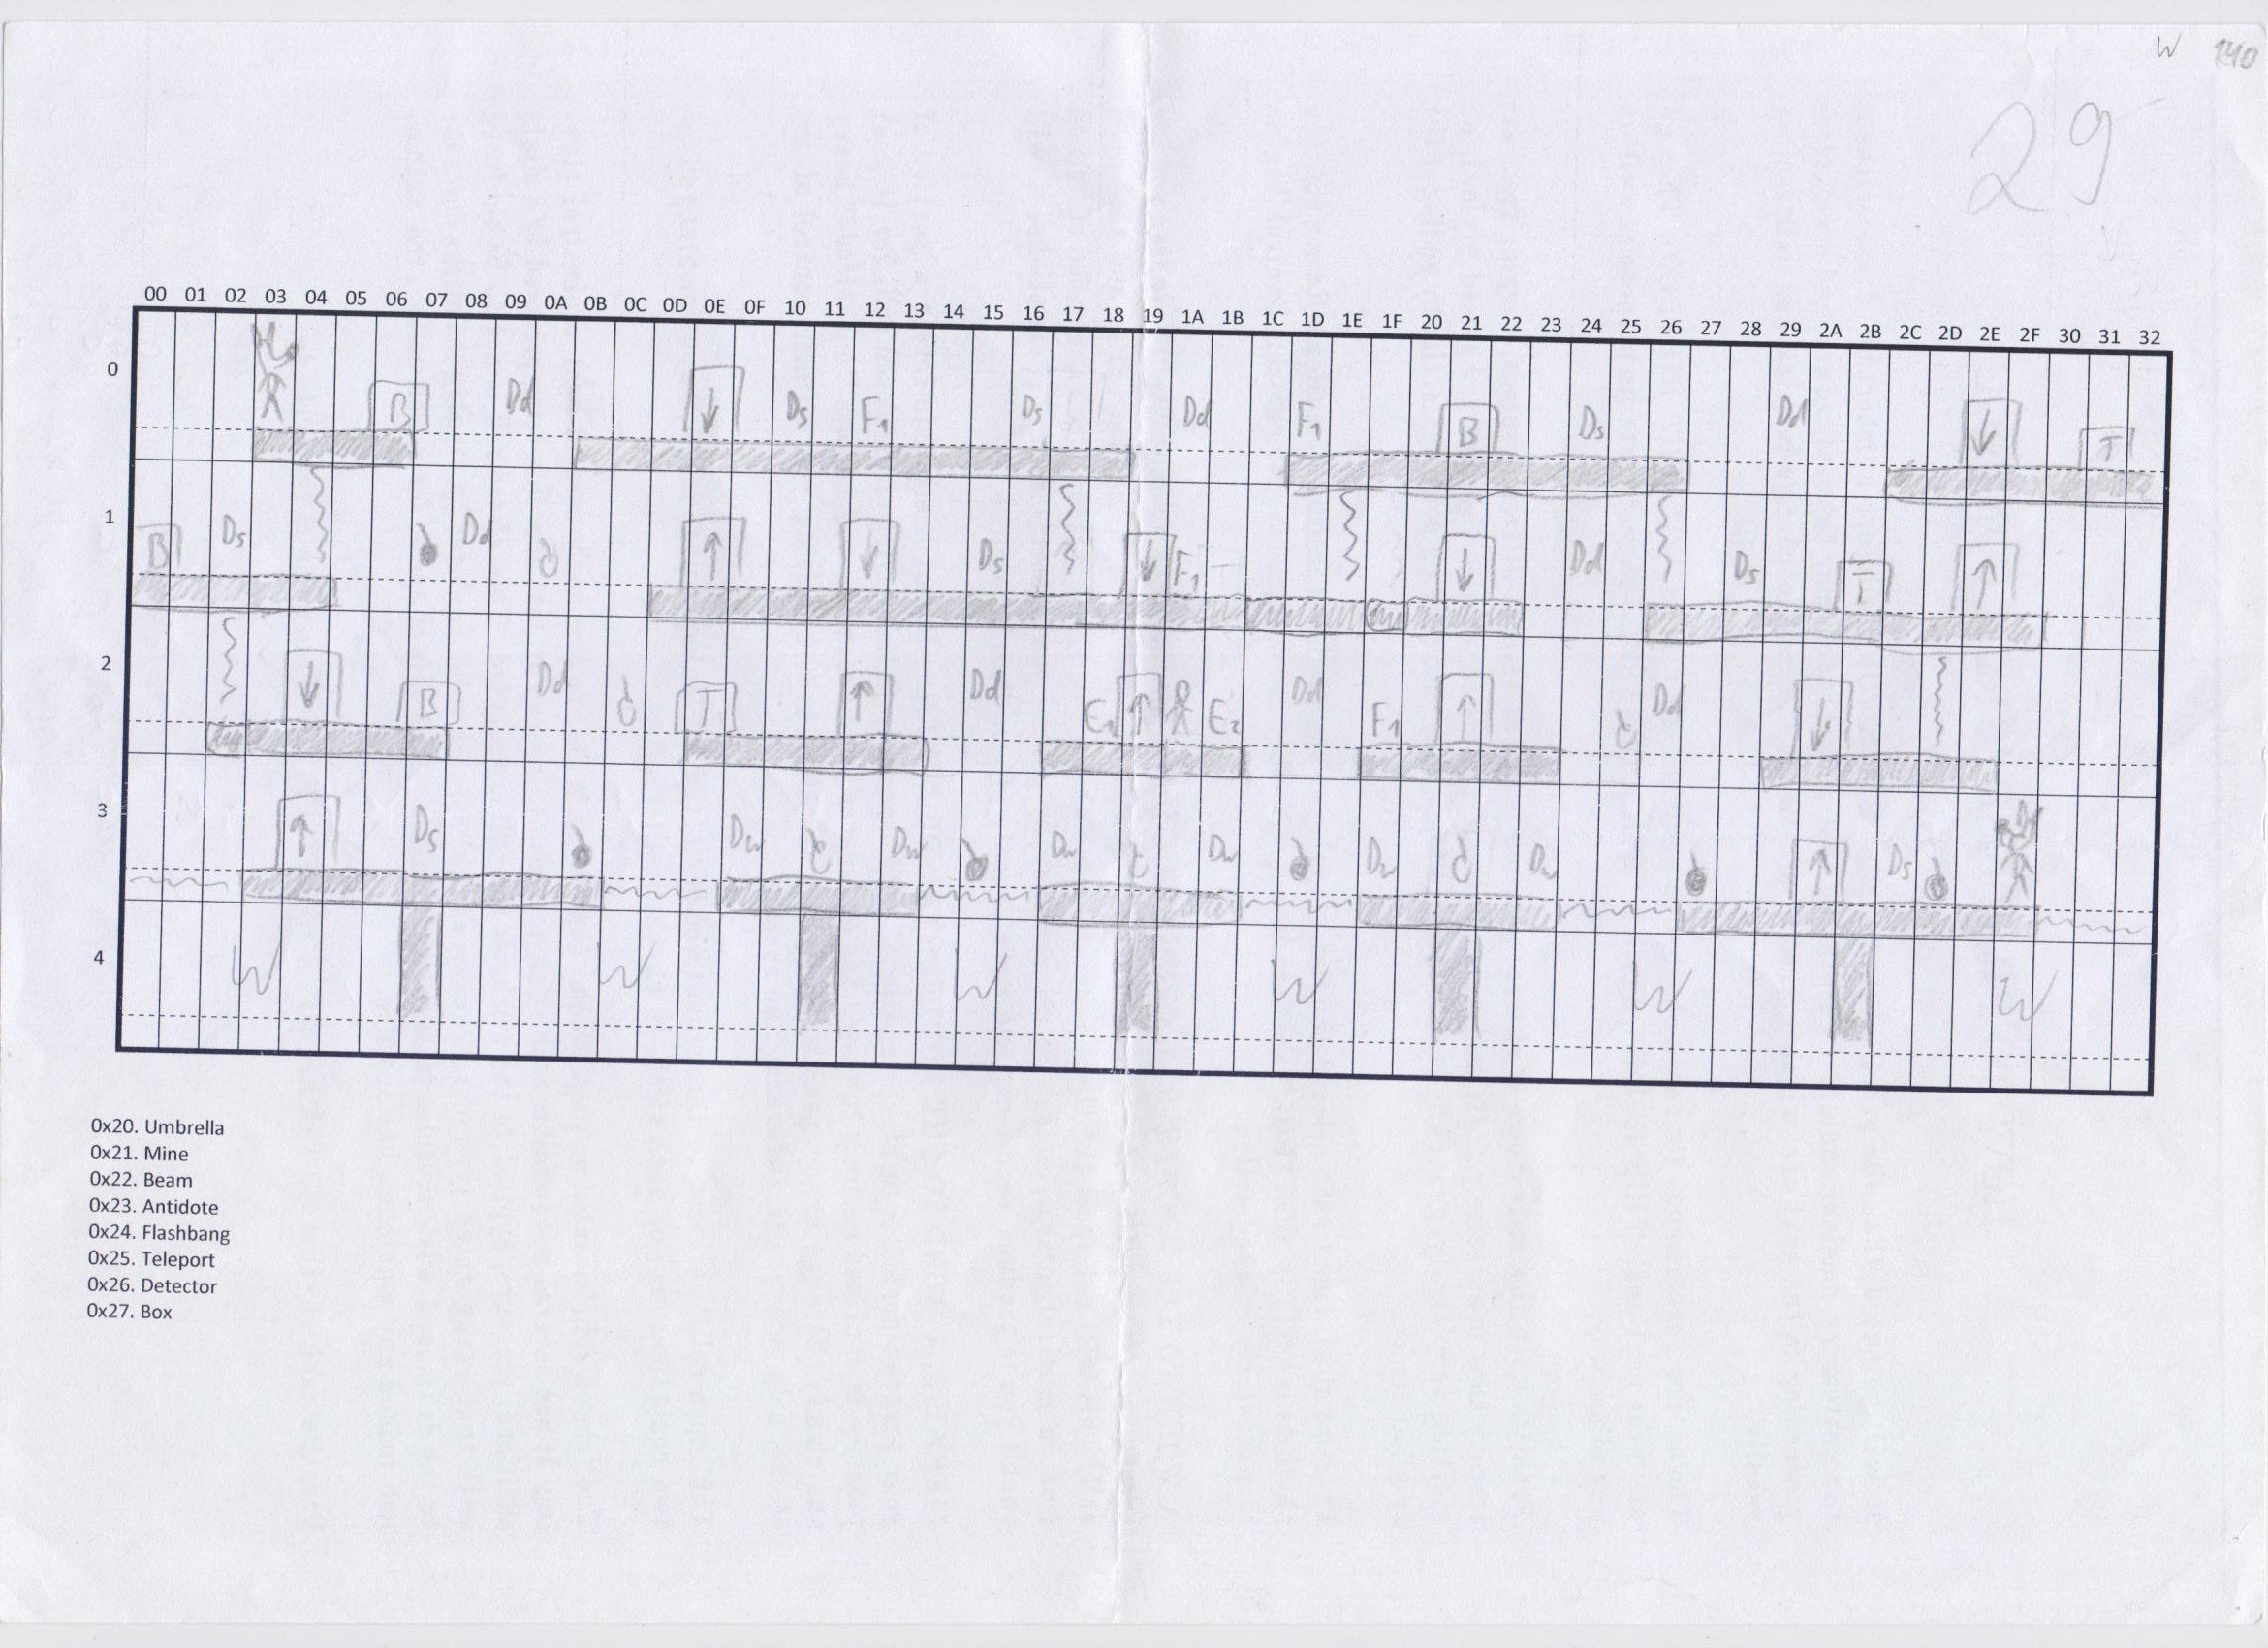 W 140
29
00 01 02 03 04 05 06 07 08 09 0A 0B 0C 0D 0E 0F 10 11 12 13 14 15 16 17 18 19 1A 1B 1C 1D 1E 1F 20 21 22 23 24 25 26 27 28 29 2A 2B 2C 2D 2E 2F 30 31 32
0 B Dd Ds F1 Ds Dd F1 B Ds Dd T
1 B Ds Dd Ds F1 Dd Ds T
2 B Dd T Dd E1 E2 Dd F1 Dd
3 Ds Dw Dw Dw Dw Dw Dw Ds
4 W W W W W W
0x20. Umbrella
0x21. Mine
0x22. Beam
0x23. Antidote
0x24. Flashbang
0x25. Teleport
0x26. Detector
0x27. Box